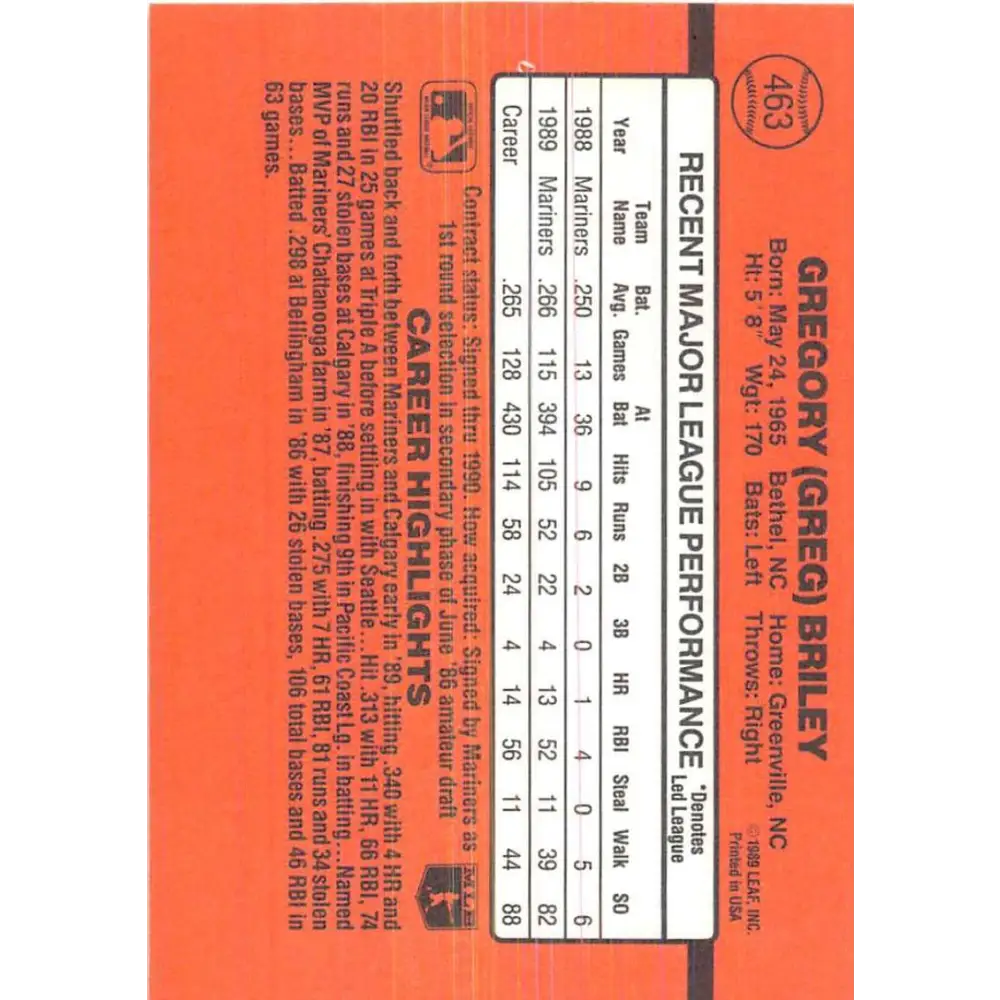 463
GREGORY (GREG) BRILEY
Born: May 24, 1965 Bethel, NC Home: Greenville, NC
Ht: 5' 8" Wgt: 170 Bats: Left Throws: Right
© 1989 LEAF, INC.
Printed in USA
RECENT MAJOR LEAGUE PERFORMANCE *Denotes
Led League
Year Team Name Bat. Avg. Games At Bat Hits Runs 2B 3B HR RBI Steal Walk SO
1988 Mariners .250 13 36 9 6 2 0 1 4 0 5 6
1989 Mariners .266 115 394 105 52 22 4 13 52 11 39 82
Career .265 128 430 114 58 24 4 14 56 11 44 88
Contract status: Signed thru 1990. How acquired: Signed by Mariners as
1st round selection in secondary phase of June '86 amateur draft
MLB
CAREER HIGHLIGHTS
Shuttled back and forth between Mariners and Calgary early in '89, hitting .340 with 4 HR and
20 RBI in 25 games at Triple A before settling in with Seattle...Hit .313 with 11 HR, 66 RBI, 74
runs and 27 stolen bases at Calgary in '88, finishing 9th in Pacific Coast Lg. in batting...Named
MVP of Mariners' Chattanooga farm in '87, batting .275 with 7 HR, 61 RBI, 81 runs and 34 stolen
bases...Batted .298 at Bellingham in '86 with 26 stolen bases, 106 total bases and 46 RBI in
63 games.